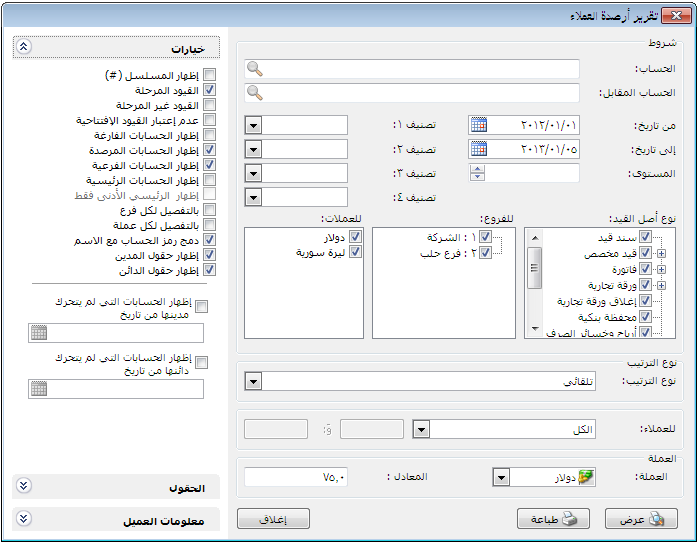 تقرير أرصدة العملاء
شروط
الحساب:
الحساب المقابل:
من تاريخ: ٢٠١٢/٠١/٠١ تصنيف ١:
إلى تاريخ: ٢٠١٣/٠١/٠٥ تصنيف ٢:
المستوى: تصنيف ٣:
تصنيف ٤:
نوع أصل القيد: للفروع: للعملات:
سند قيد
قيد مخصص
فاتورة
ورقة تجارية
إغلاق ورقة تجارية
محفظة بنكية
أرباح وخسائر الصرف
١ : الشركة
٢ : فرع حلب
دولار
ليرة سورية
نوع الترتيب
نوع الترتيب: تلقائي
للعملاء: الكل و:
العملة
العملة: دولار المعادل : ٧٥,٠
عرض طباعة إغلاق
خيارات
إظهار المسلسل (#)
القيود المرحلة
القيود غير المرحلة
عدم إعتبار القيود الافتتاحية
إظهار الحسابات الفارغة
إظهار الحسابات المرصدة
إظهار الحسابات الفرعية
إظهار الحسابات الرئيسية
إظهار الرئيسي الأدنى فقط
بالتفصيل لكل فرع
بالتفصيل لكل عملة
دمج رمز الحساب مع الاسم
إظهار حقول المدين
إظهار حقول الدائن
إظهار الحسابات التي لم يتحرك
مدينها من تاريخ
إظهار الحسابات التي لم يتحرك
دائنها من تاريخ
الحقول
معلومات العميل